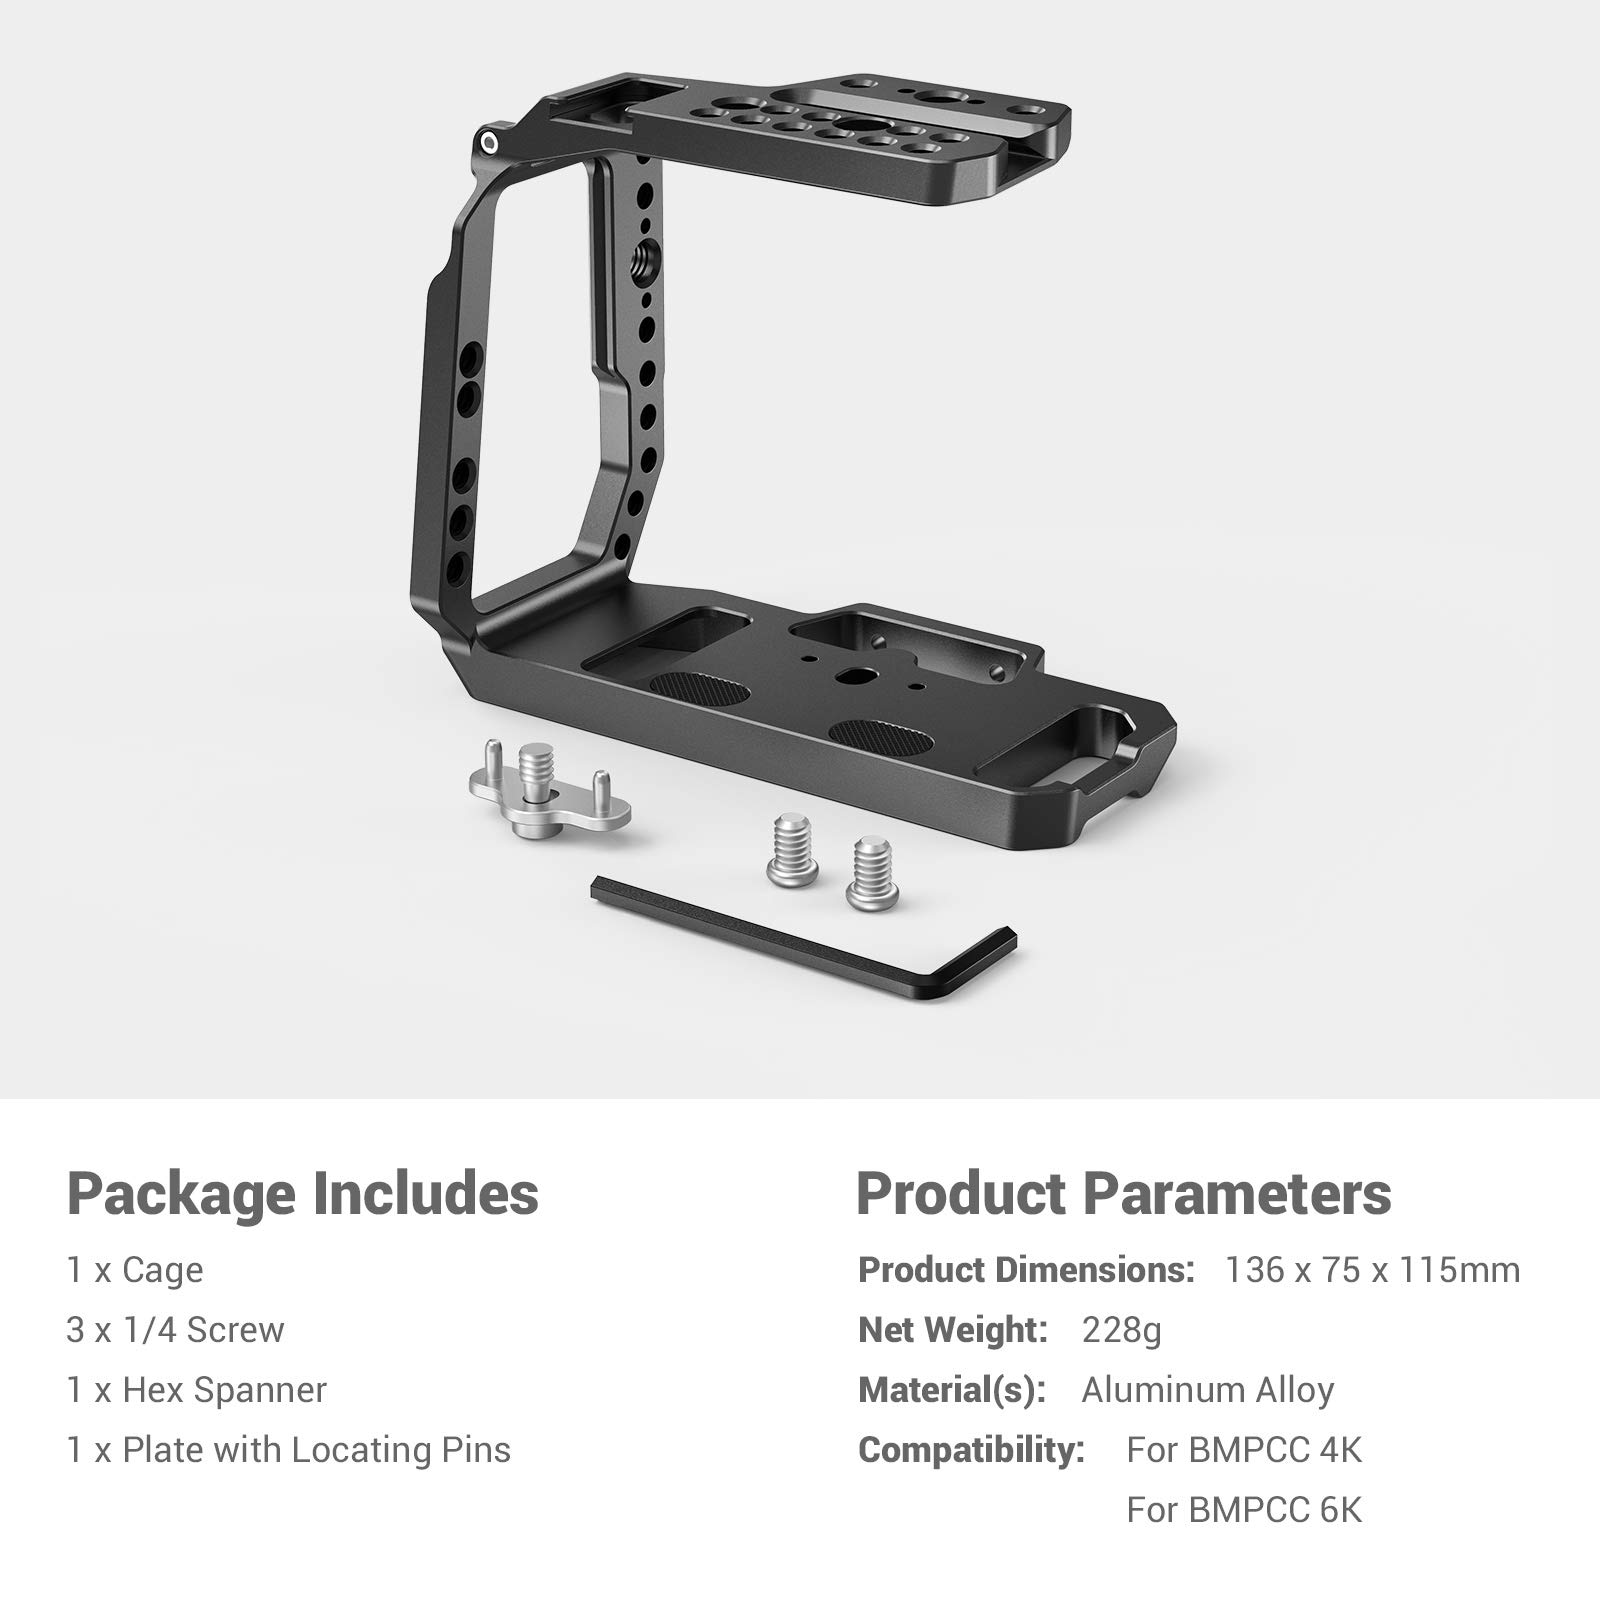 Package Includes
1 x Cage
3 x 1/4 Screw
1 x Hex Spanner
1 x Plate with Locating Pins
Product Parameters
Product Dimensions: 136 x 75 x 115mm
Net Weight: 228g
Material(s): Aluminum Alloy
Compatibility: For BMPCC 4K
For BMPCC 6K